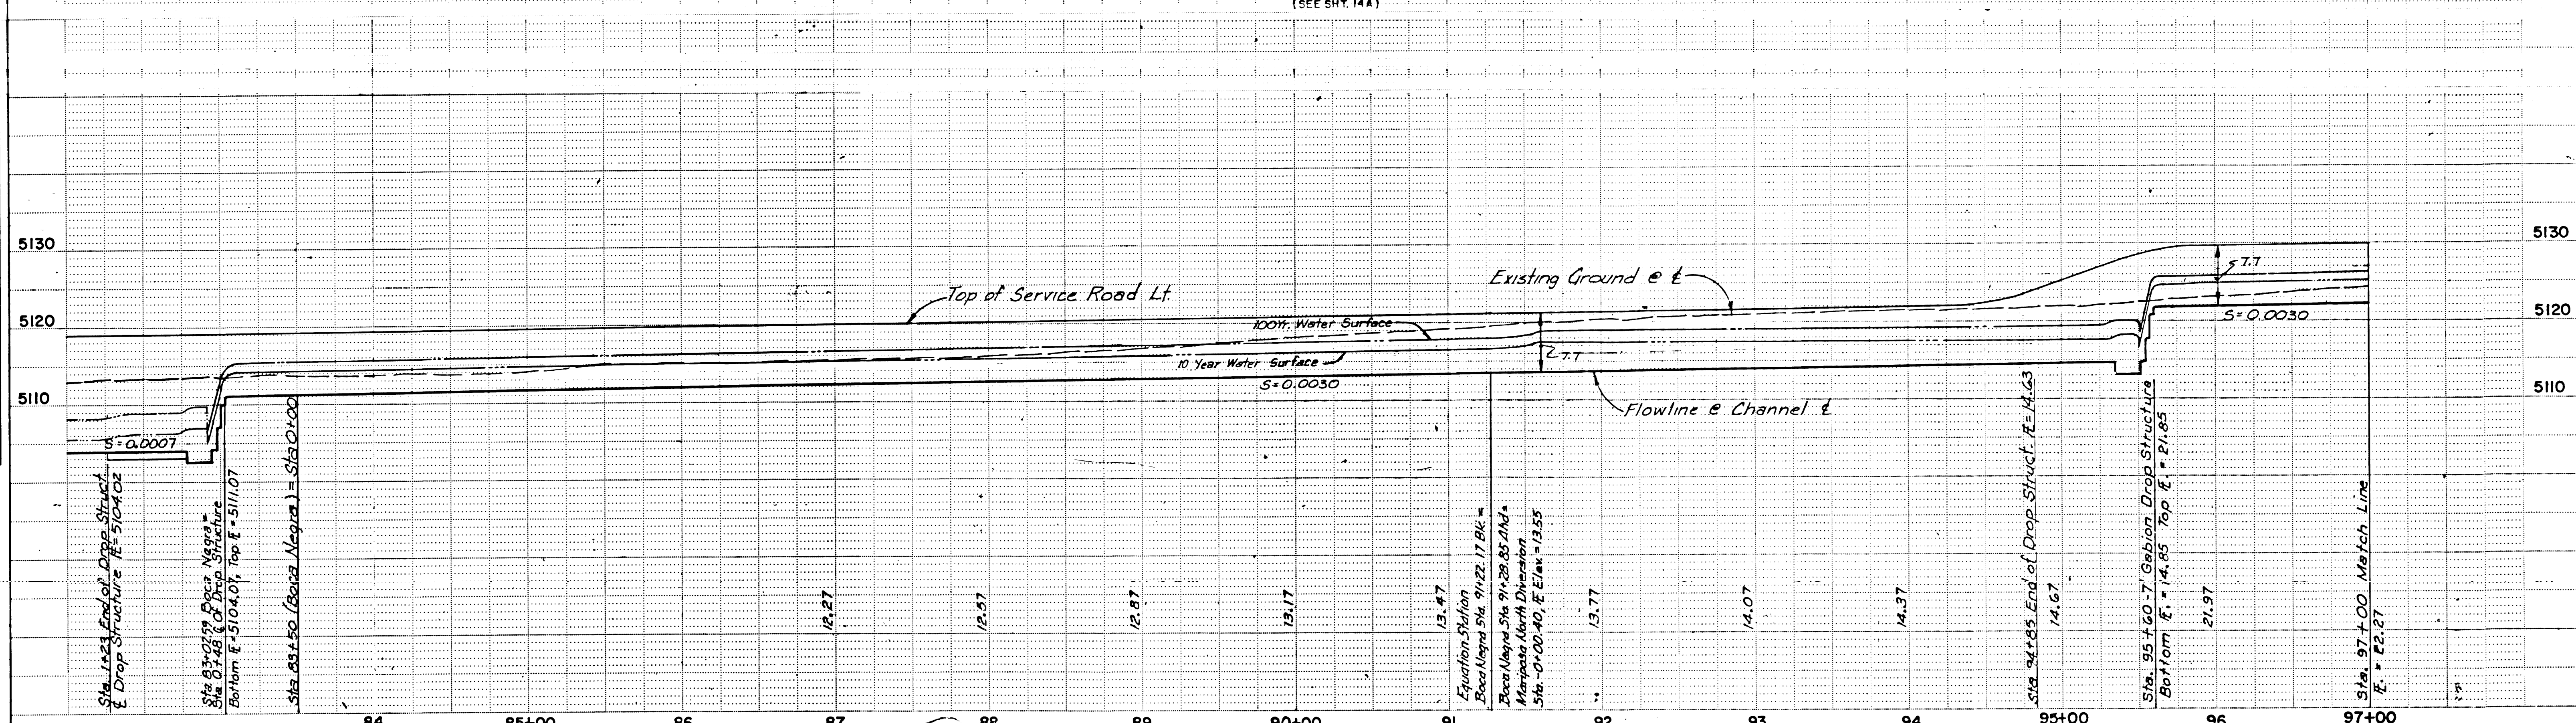 (SEE SHT. 14A)
5130
5120
5110
5130
5120
5110
Top of Service Road Lt.
Existing Ground @ ℄
100 Yr. Water Surface
10 Year Water Surface
7.7
7.7
S=0.0030
S=0.0030
S=0.0007
Flowline @ Channel ℄
Sta. 1+23 End of Drop Struct.
℄ Drop Structure ℄=5104.02
Sta 83+02.59 Boca Negra=
Sta 0+48 ℄ Of Drop Structure
Bottom ℄=5104.07, Top ℄=5111.07
Sta 83+50 (Boca Negra) = Sta 0+00
12.27
12.57
12.87
13.17
13.47
Equation Station
Boca Negra Sta. 91+22.17 Bk.=
Boca Negra Sta. 91+28.85 Ahd=
Mariposa North Diversion
Sta.-0+00.40, ℄ Elev.=13.55
13.77
14.07
14.37
Sta 94+85 End of Drop Struct. ℄=14.63
14.67
Sta. 95+60-7' Gabion Drop Structure
Bottom ℄.=14.85 Top ℄.=21.85
21.97
Sta. 97+00 Match Line
℄. = 22.27
84
85+00
86
87
88
89
90+00
91
92
93
94
95+00
96
97+00